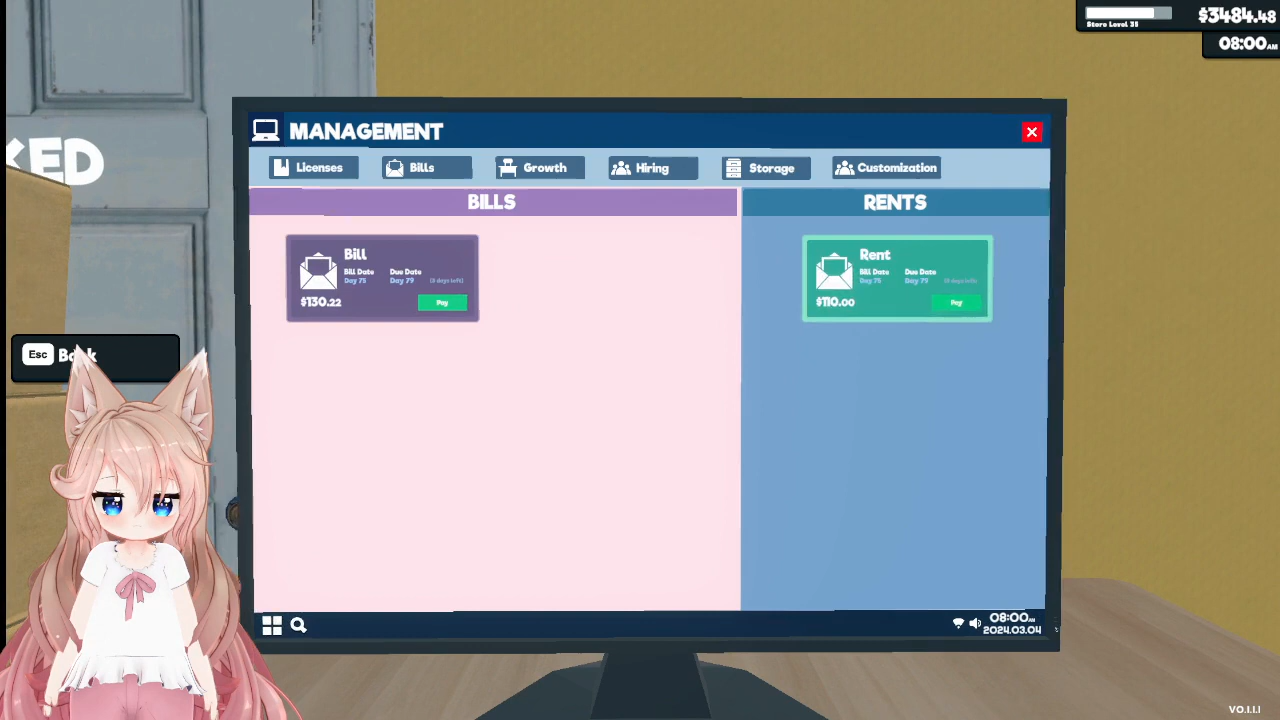 $3484.48
Store Level 35
08:00AM
KED
MANAGEMENT
Licenses
Bills
Growth
Hiring
Storage
Customization
BILLS
RENTS
Bill
Bill Date
Due Date
Day 75
Day 79
$130.22
Pay
Rent
Bill Date
Due Date
Day 75
Day 79
$110.00
Pay
Esc
08:00
2024.03.04
V0.1.1.1